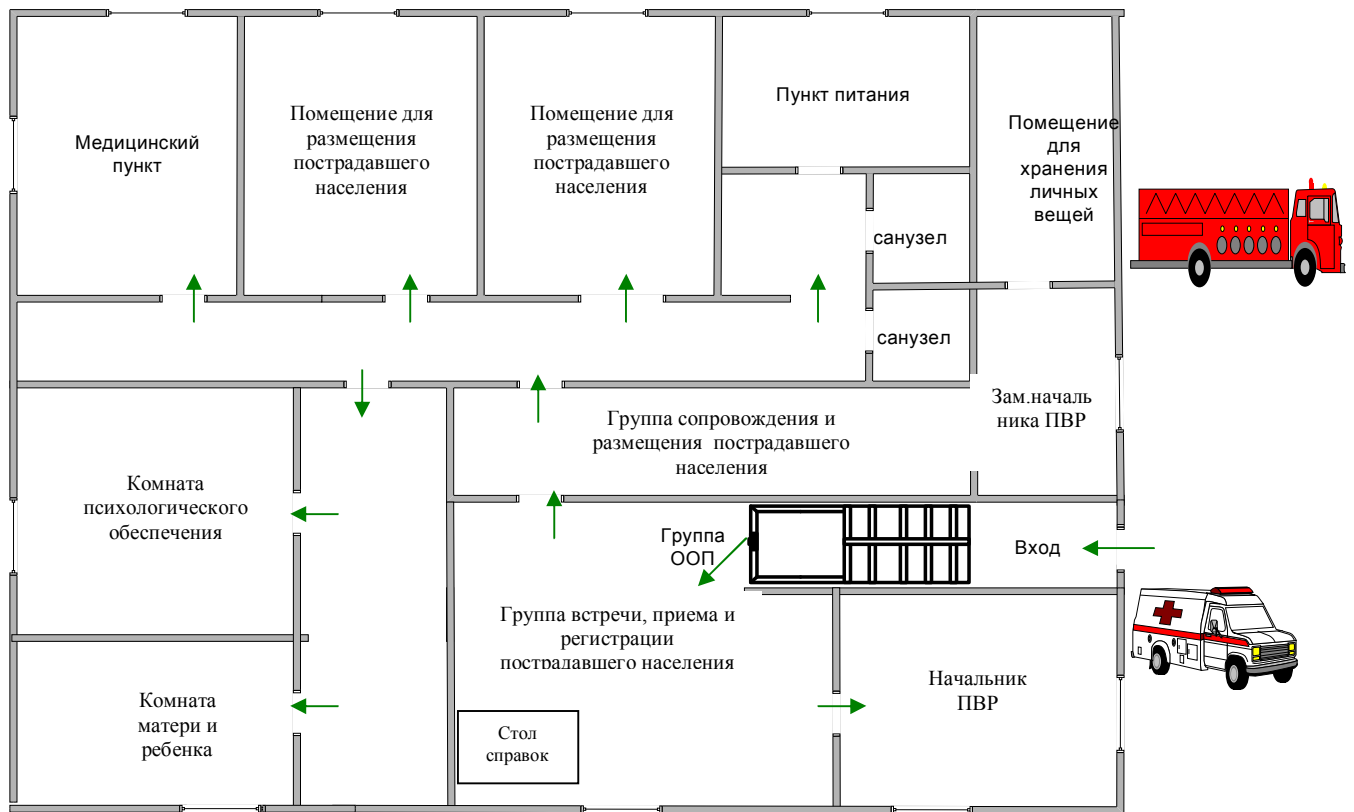 Медицинский
пункт
Помещение для
размещения
пострадавшего
населения
Помещение для
размещения
пострадавшего
населения
Пункт питания
Помещение
для
хранения
личных
вещей
санузел
санузел
Зам.началь
ника ПВР
Группа сопровождения и
размещения пострадавшего
населения
Комната
психологического
обеспечения
Группа
ООП
Вход
Группа встречи, приема и
регистрации
пострадавшего населения
Начальник
ПВР
Комната
матери и
ребенка
Стол
справок